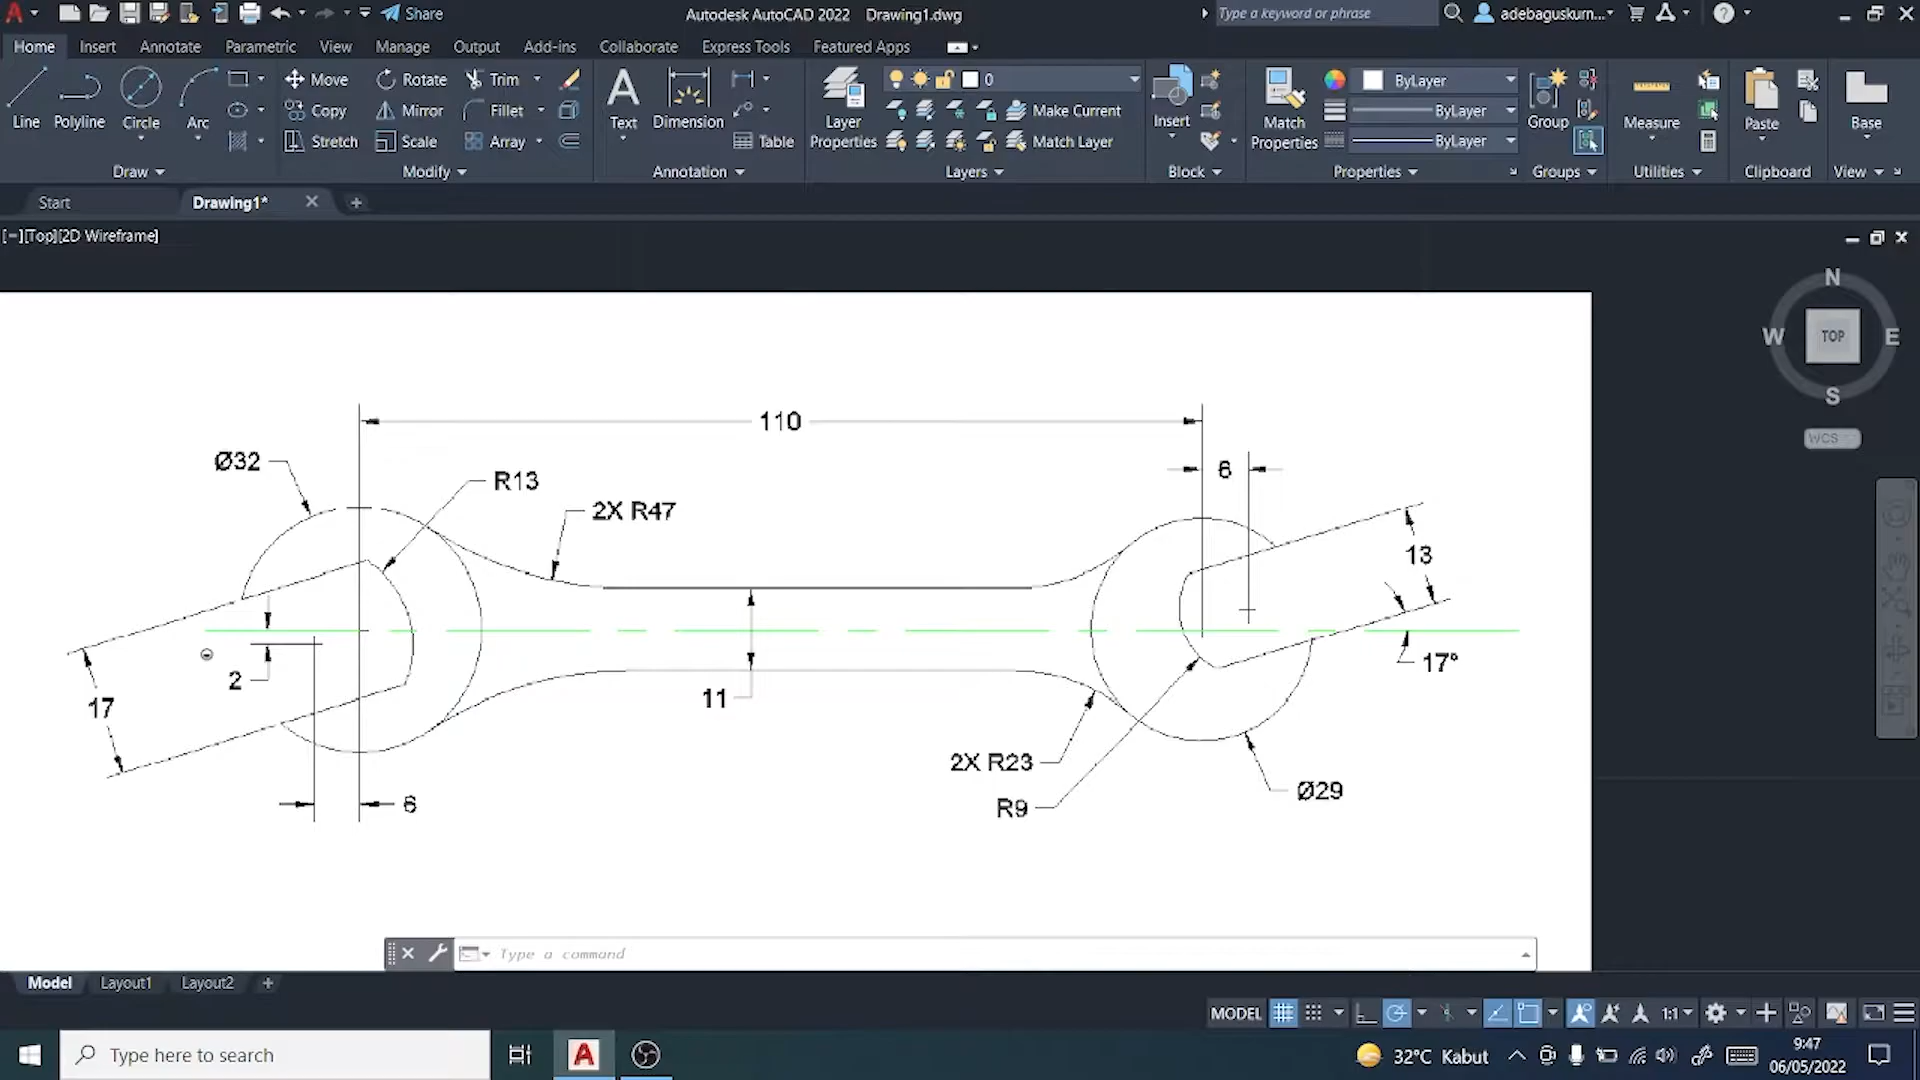 Share
Autodesk AutoCAD 2022 Drawing1.dwg
Type a keyword or phrase
adebaguskurn...
Home Insert Annotate Parametric View Manage Output Add-ins Collaborate Express Tools Featured Apps
Line Polyline Circle Arc
Move Rotate Trim
Copy Mirror Fillet
Stretch Scale Array
Text Dimension Table
Layer Properties
0
Make Current
Match Layer
Insert
Match Properties
ByLayer
ByLayer
ByLayer
Group
Measure
Paste
Base
Draw Modify Annotation Layers Block Properties Groups Utilities Clipboard View
Start Drawing1*
[−][Top][2D Wireframe]
N
W TOP E
S
WCS
110
Ø32
R13
2X R47
6
13
17°
2
17
11
6
2X R23
R9
Ø29
Type a command
Model Layout1 Layout2
MODEL
1:1
Type here to search
32°C Kabut
9:47
06/05/2022